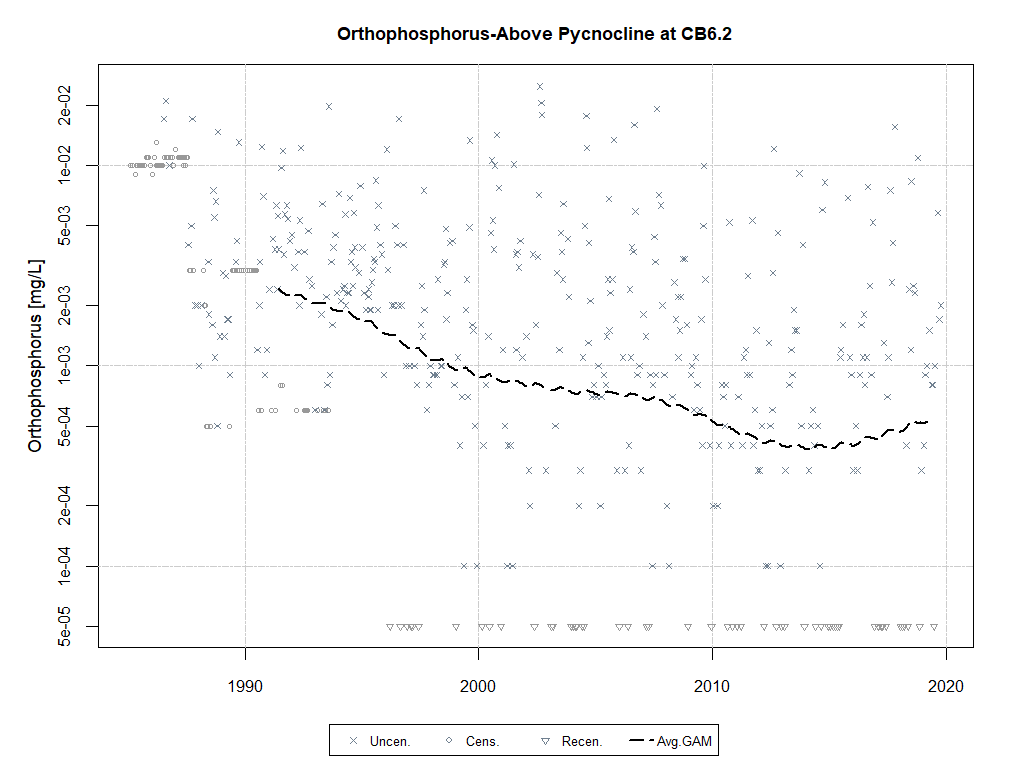 Orthophosphorus-Above Pycnocline at CB6.2
Orthophosphorus [mg/L]
2e-02
1e-02
5e-03
2e-03
1e-03
5e-04
2e-04
1e-04
5e-05
1990 2000 2010 2020
Uncen. Cens. Recen. Avg.GAM